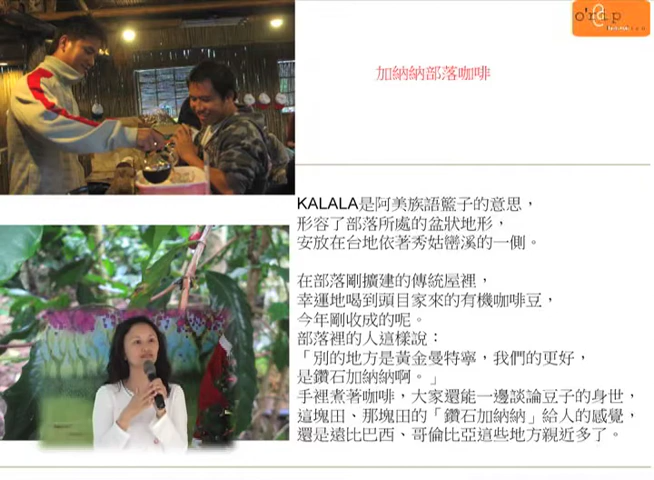 o'rip
加納納部落咖啡
KALALA是阿美族語籃子的意思，
形容了部落所處的盆狀地形，
安放在台地依著秀姑巒溪的一側。
在部落剛擴建的傳統屋裡，
幸運地喝到頭目家來的有機咖啡豆，
今年剛收成的呢。
部落裡的人這樣說：
「別的地方是黃金曼特寧，我們的更好，
是鑽石加納納啊。」
手裡煮著咖啡，大家還能一邊談論豆子的身世，
這塊田、那塊田的「鑽石加納納」給人的感覺，
還是遠比巴西、哥倫比亞這些地方親近多了。